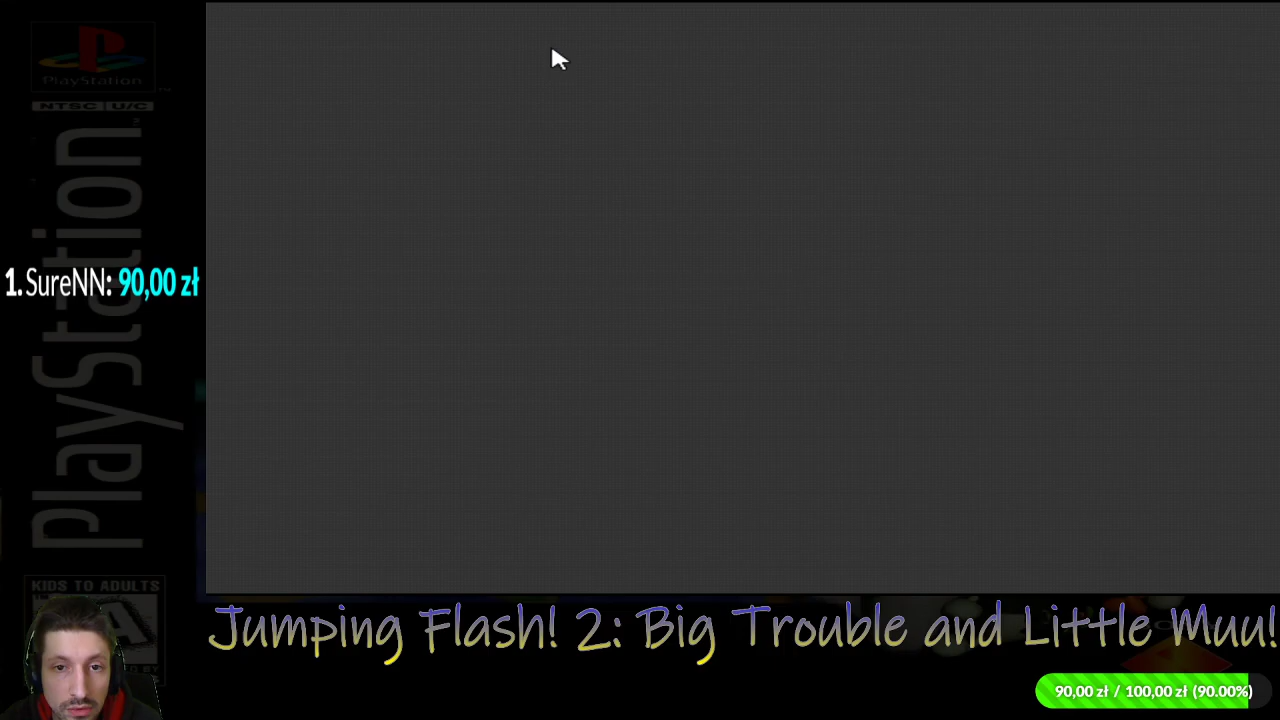 PlayStation
NTSC U/C
PlayStation
1. SureNN: 90,00 zł
KIDS TO ADULTS
Jumping Flash! 2: Big Trouble and Little Muu!
90,00 zł / 100,00 zł (90.00%)